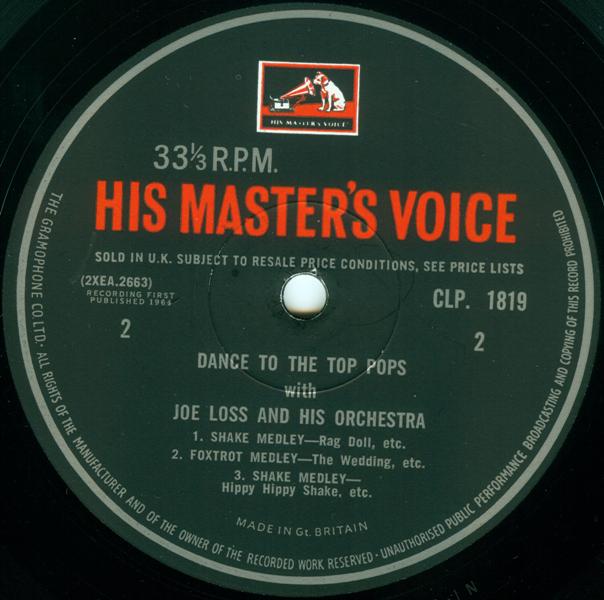 HIS MASTER'S VOICE
33⅓ R.P.M.
HIS MASTER'S VOICE
SOLD IN U.K. SUBJECT TO RESALE PRICE CONDITIONS, SEE PRICE LISTS
(2XEA.2663)
RECORDING FIRST
PUBLISHED 1964
CLP. 1819
2
2
DANCE TO THE TOP POPS
with
JOE LOSS AND HIS ORCHESTRA
1. SHAKE MEDLEY—Rag Doll, etc.
2. FOXTROT MEDLEY—The Wedding, etc.
3. SHAKE MEDLEY—
Hippy Hippy Shake, etc.
MADE IN Gt. BRITAIN
THE GRAMOPHONE CO. LTD· ALL RIGHTS OF THE MANUFACTURER AND OF THE OWNER OF THE RECORDED WORK RESERVED · UNAUTHORISED PUBLIC PERFORMANCE BROADCASTING AND COPYING OF THIS RECORD PROHIBITED